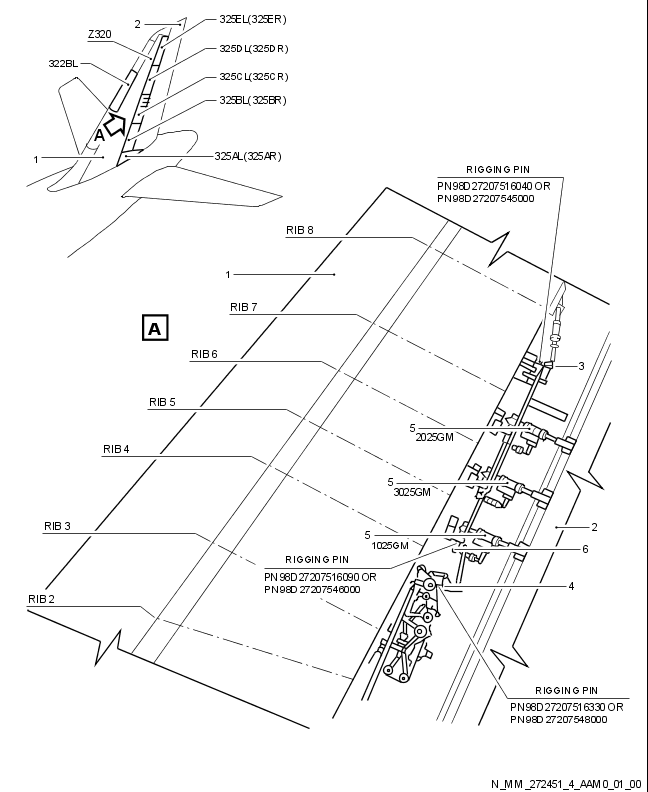 2
325EL(325ER)
Z320
325DL(325DR)
322BL
325CL(325CR)
325BL(325BR)
A
1
325AL(325AR)
RIGGING PIN
PN98D27207516040 OR
PN98D27207545000
RIB 8
1
RIB 7
A
RIB 6
3
RIB 5
5
2025GM
RIB 4
5
3025GM
RIB 3
2
5
1025GM
6
RIGGING PIN
PN98D27207516090 OR
PN98D27207546000
4
RIB 2
RIGGING PIN
PN98D27207516330 OR
PN98D27207548000
N_MM_272451_4_AAM0_01_00